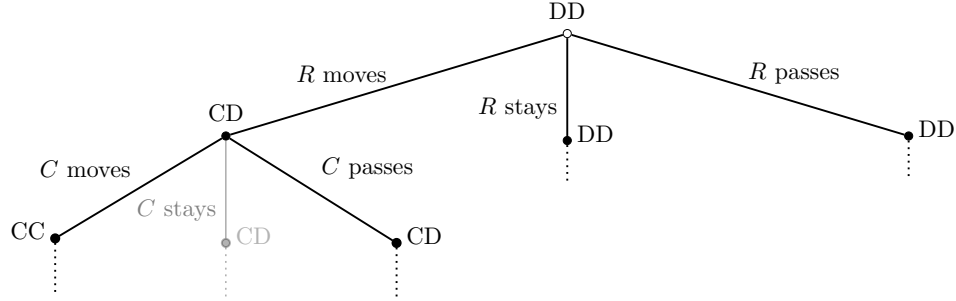 DD
R moves
R passes
R stays
CD
DD
DD
C moves
C passes
C stays
CC
CD
CD